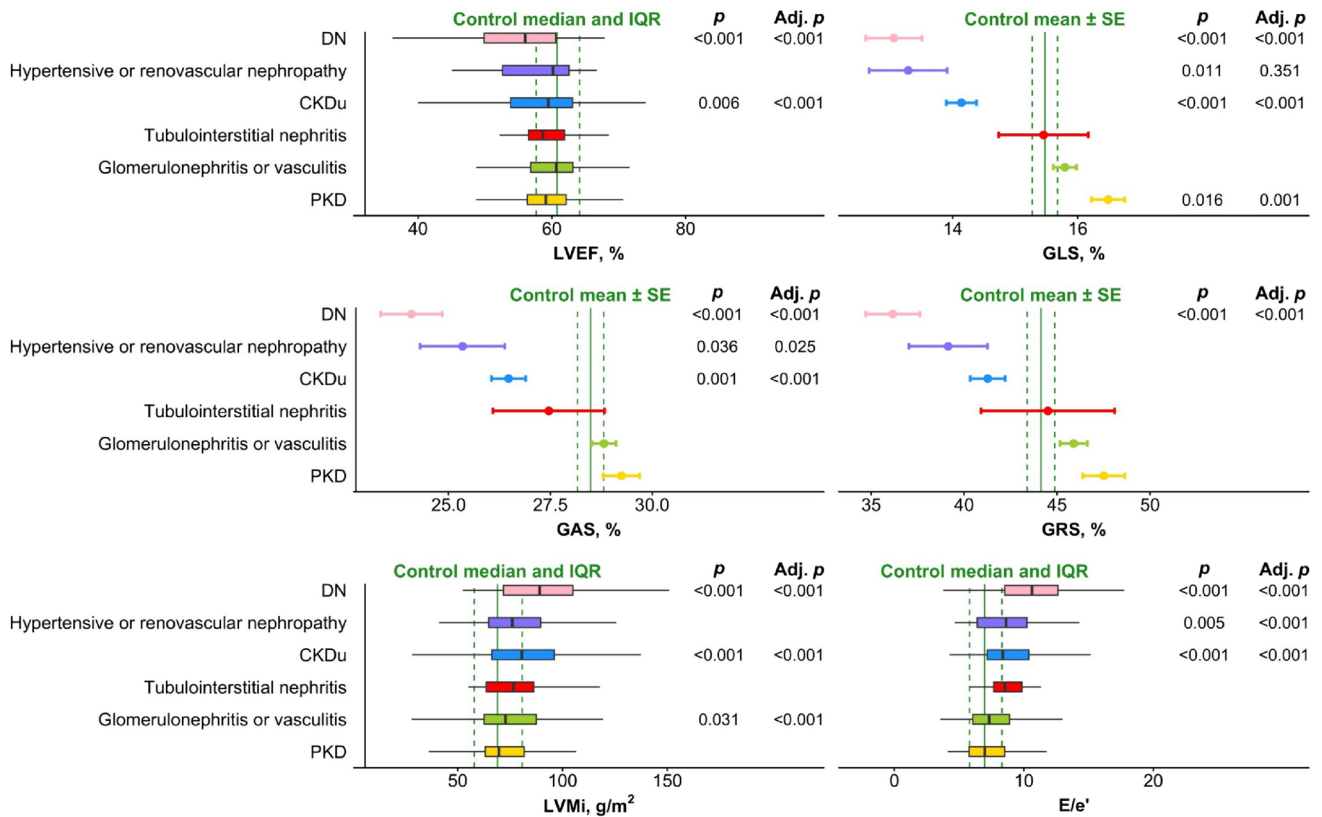 Control median and IQR p Adj. p Control mean ± SE p Adj. p
DN <0.001 <0.001 <0.001 <0.001
Hypertensive or renovascular nephropathy 0.011 0.351
CKDu 0.006 <0.001 <0.001 <0.001
Tubulointerstitial nephritis
Glomerulonephritis or vasculitis
PKD 0.016 0.001
40 60 80 14 16
LVEF, % GLS, %
Control mean ± SE p Adj. p Control mean ± SE p Adj. p
DN <0.001 <0.001 <0.001 <0.001
Hypertensive or renovascular nephropathy 0.036 0.025
CKDu 0.001 <0.001
Tubulointerstitial nephritis
Glomerulonephritis or vasculitis
PKD
25.0 27.5 30.0 35 40 45 50
GAS, % GRS, %
Control median and IQR p Adj. p Control median and IQR p Adj. p
DN <0.001 <0.001 <0.001 <0.001
Hypertensive or renovascular nephropathy 0.005 <0.001
CKDu <0.001 <0.001 <0.001 <0.001
Tubulointerstitial nephritis
Glomerulonephritis or vasculitis 0.031 <0.001
PKD
50 100 150 0 10 20
LVMi, g/m² E/e'